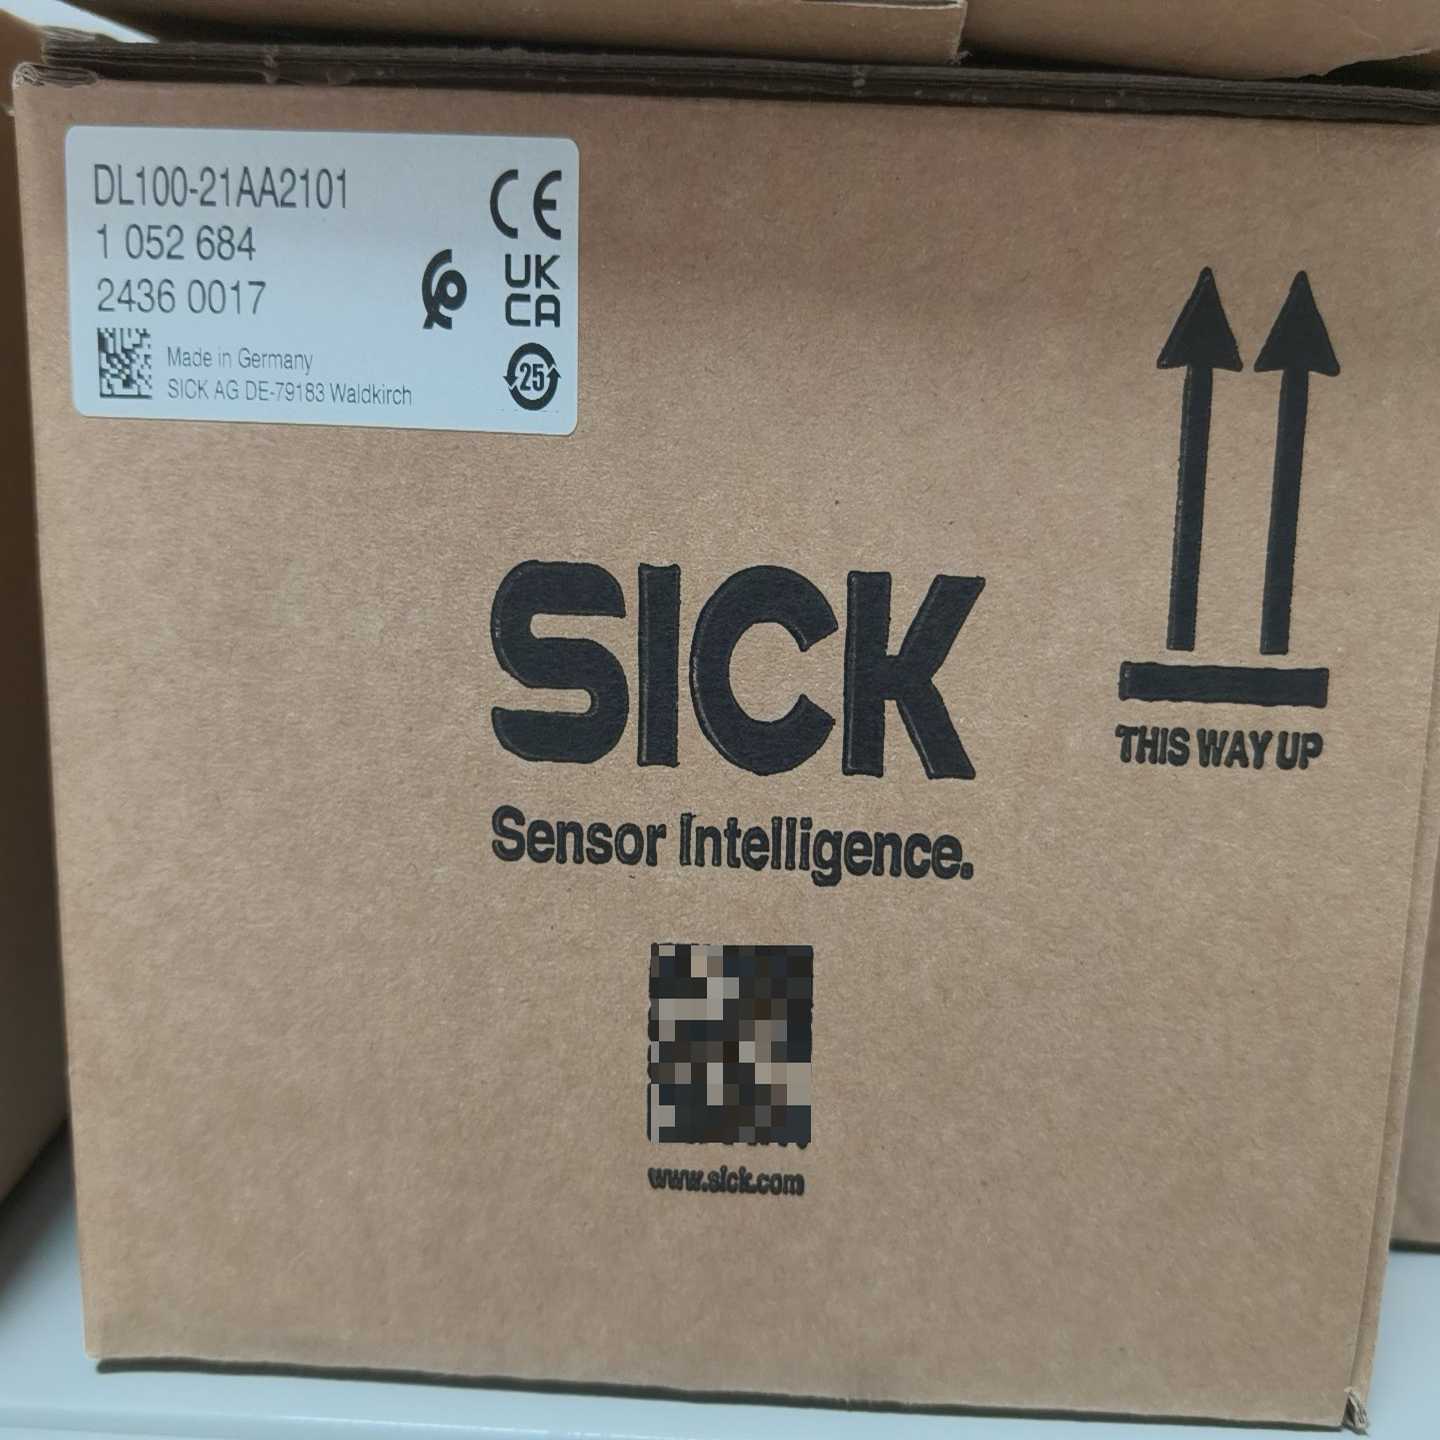 DL100-21AA2101
1 052 684
2436 0017
Made in Germany
SICK AG DE-79183 Waldkirch
CE
UK
CA
25
THIS WAY UP
SICK
Sensor Intelligence.
www.sick.com